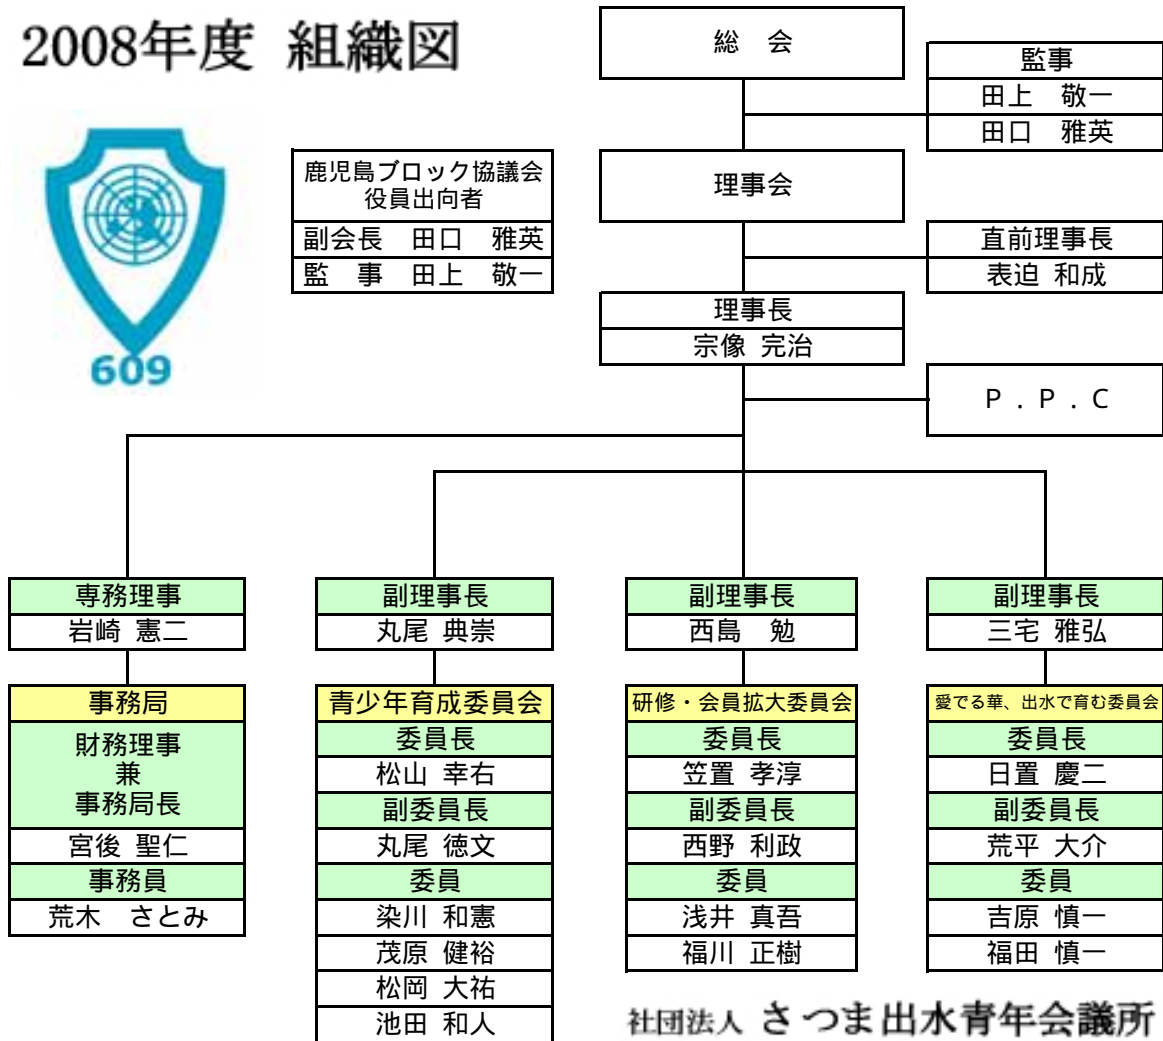 2008年度 組織図
総　会
監事
田上　敬一
田口　雅英
609
鹿児島ブロック協議会
役員出向者
副会長　田口　雅英
監　事　田上　敬一
理事会
直前理事長
表迫 和成
理事長
宗像 完治
Ｐ．Ｐ．Ｃ
専務理事
岩崎 憲二
事務局
財務理事
兼
事務局長
宮後 聖仁
事務員
荒木　さとみ
副理事長
丸尾 典崇
青少年育成委員会
委員長
松山 幸右
副委員長
丸尾 徳文
委員
染川 和憲
茂原 健裕
松岡 大祐
池田 和人
副理事長
西島　勉
研修・会員拡大委員会
委員長
笠置 孝淳
副委員長
西野 利政
委員
浅井 真吾
福川 正樹
副理事長
三宅 雅弘
愛でる華、出水で育む委員会
委員長
日置 慶二
副委員長
荒平 大介
委員
吉原 慎一
福田 慎一
社団法人 さつま出水青年会議所